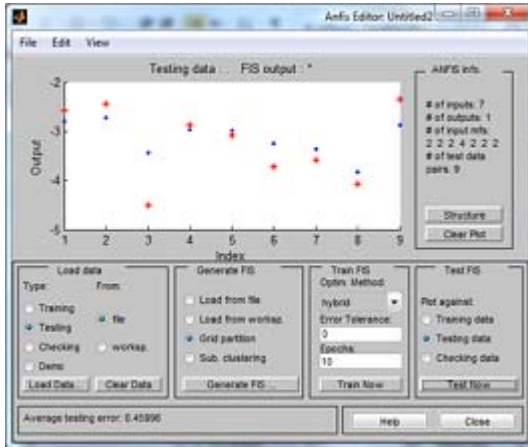 Anfis Editor: Untitled2
File Edit View
Testing data : . FIS output : *
-2
-3
-4
-5
Output
1 2 3 4 5 6 7 8 9
Index
ANFIS Info.
# of inputs: 7
# of outputs: 1
# of input mfs:
2 2 2 4 2 2 2
# of test data
pairs: 9
Structure
Clear Plot
Load data
Type: From:
Training
Testing
Checking
Demo
file
worksp.
Load Data... Clear Data
Generate FIS
Load from file
Load from worksp.
Grid partition
Sub. clustering
Generate FIS ...
Train FIS
Optim. Method:
hybrid
Error Tolerance:
0
Epochs:
10
Train Now
Test FIS
Plot against:
Training data
Testing data
Checking data
Test Now
Average testing error: 0.45996
Help Close